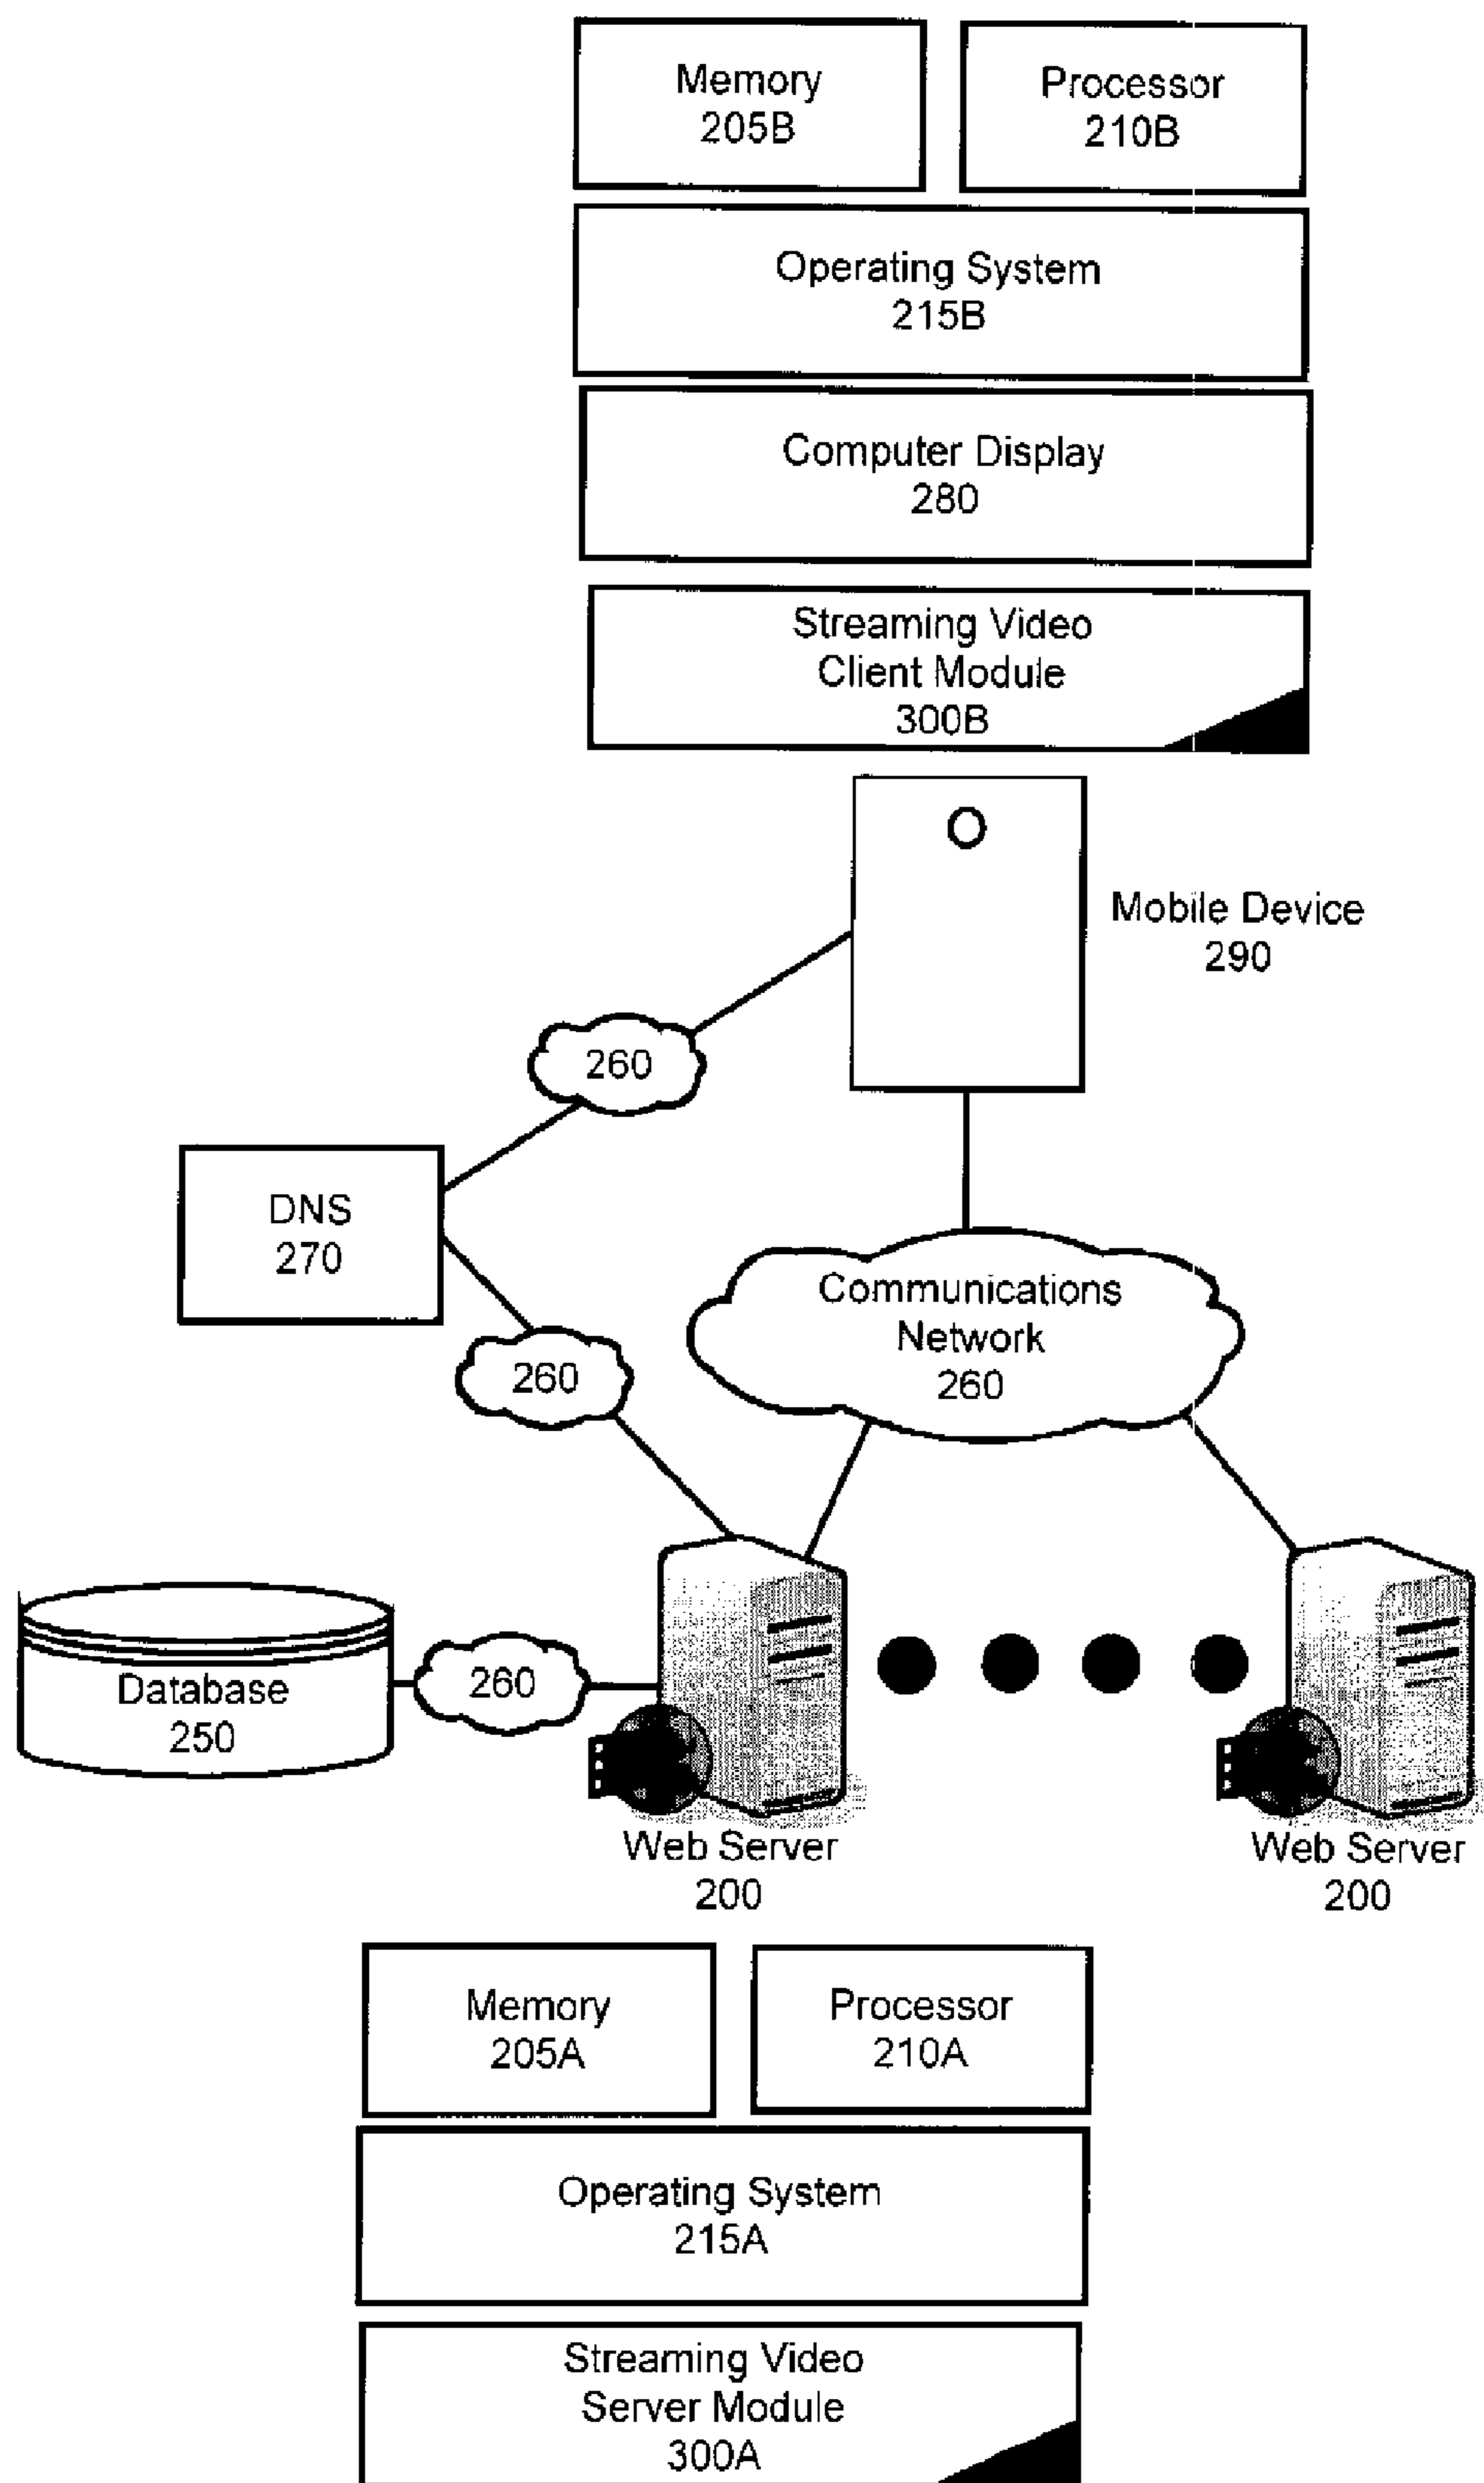 Memory
205B
Processor
210B
Operating System
215B
Computer Display
280
Streaming Video
Client Module
300B
Mobile Device
290
260
DNS
270
Communications
Network
260
260
Database
250
260
Web Server
200
Web Server
200
Memory
205A
Processor
210A
Operating System
215A
Streaming Video
Server Module
300A